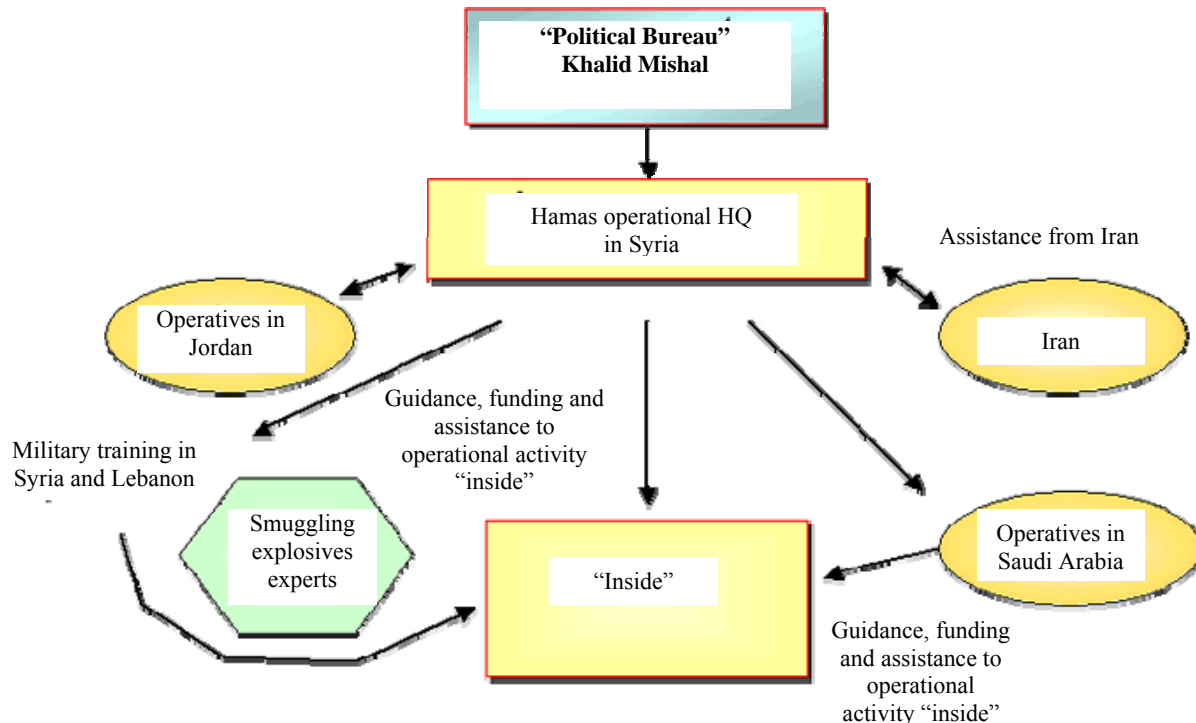 “Political Bureau”
Khalid Mishal
Hamas operational HQ
in Syria
Assistance from Iran
Operatives in
Jordan
Iran
Guidance, funding and
assistance to
operational activity
“inside”
Military training in
Syria and Lebanon
Smuggling
explosives
experts
“Inside”
Operatives in
Saudi Arabia
Guidance, funding
and assistance to
operational
activity “inside”